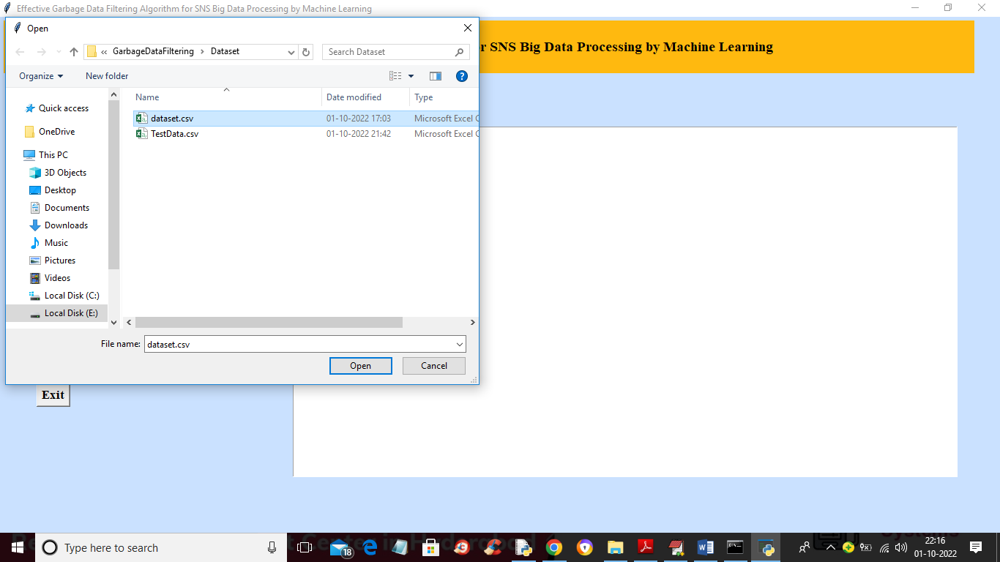 Effective Garbage Data Filtering Algorithm for SNS Big Data Processing by Machine Learning
Open
r SNS Big Data Processing by Machine Learning
« GarbageDataFiltering > Dataset
Search Dataset
Organize
New folder
Name Date modified Type
Quick access
OneDrive
This PC
3D Objects
Desktop
Documents
Downloads
Music
Pictures
Videos
Local Disk (C:)
Local Disk (E:)
dataset.csv 01-10-2022 17:03 Microsoft Excel C
TestData.csv 01-10-2022 21:42 Microsoft Excel C
File name: dataset.csv
Open Cancel
Exit
Type here to search
18
22:16
01-10-2022